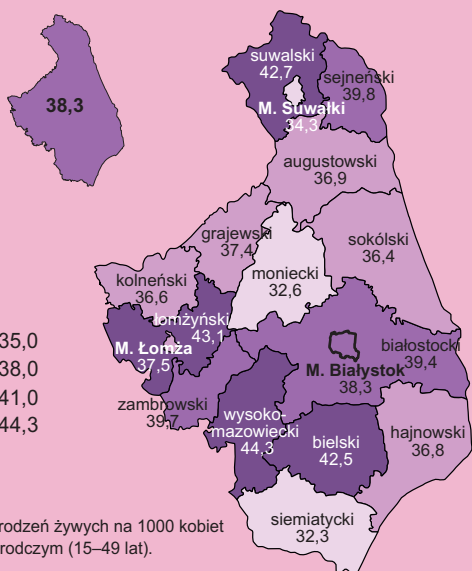 38,3
suwalski
42,7
sejneński
39,8
M. Suwałki
34,3
augustowski
36,9
grajewski
37,4
sokólski
36,4
moniecki
32,6
kolneński
36,6
łomżyński
43,1
M. Łomża
37,5
białostocki
39,4
M. Białystok
38,3
zambrowski
39,7
wysoko-
mazowiecki
44,3
bielski
42,5
hajnowski
36,8
siemiatycki
32,3
35,0
38,0
41,0
44,3
rodzeń żywych na 1000 kobiet
rodczym (15–49 lat).